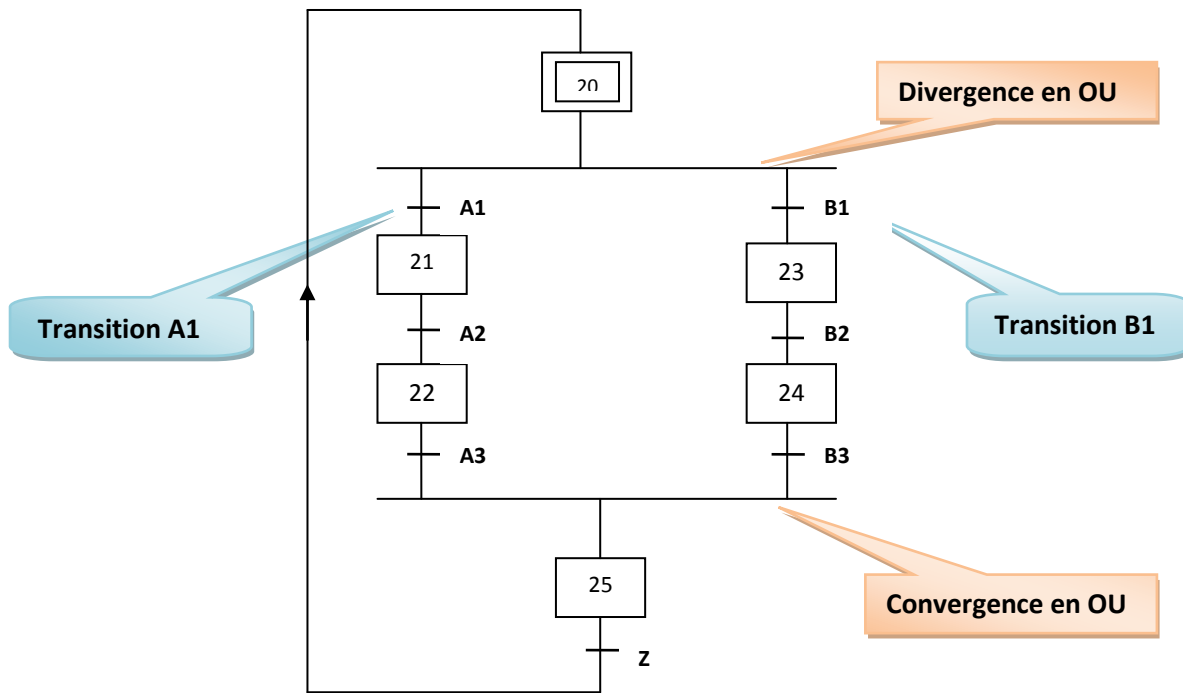 20
Divergence en OU
A1
B1
21
23
Transition A1
Transition B1
A2
B2
22
24
A3
B3
25
Convergence en OU
Z